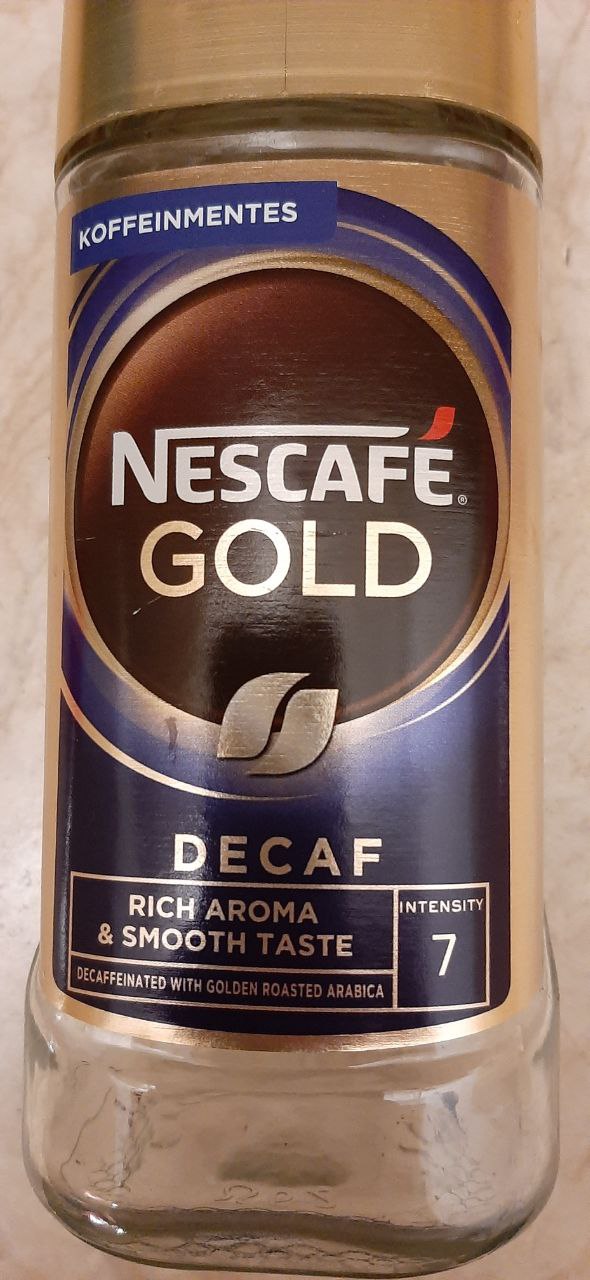 KOFFEINMENTES
NESCAFÉ®
GOLD
DECAF
RICH AROMA
& SMOOTH TASTE
DECAFFEINATED WITH GOLDEN ROASTED ARABICA
INTENSITY
7